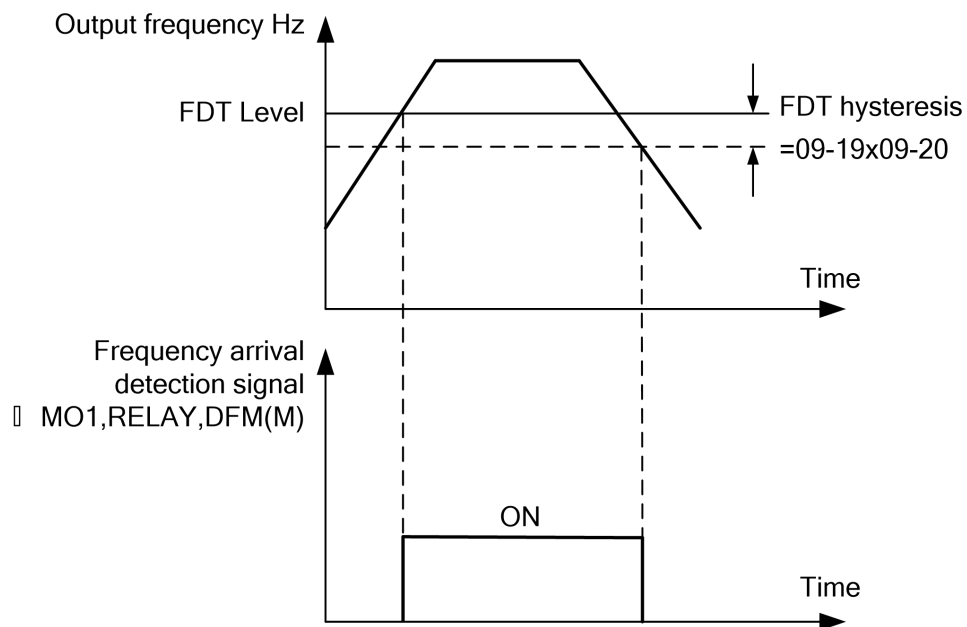 Output frequency Hz
FDT Level
FDT hysteresis
=09-19x09-20
Time
Frequency arrival
detection signal
▯ MO1,RELAY,DFM(M)
ON
Time